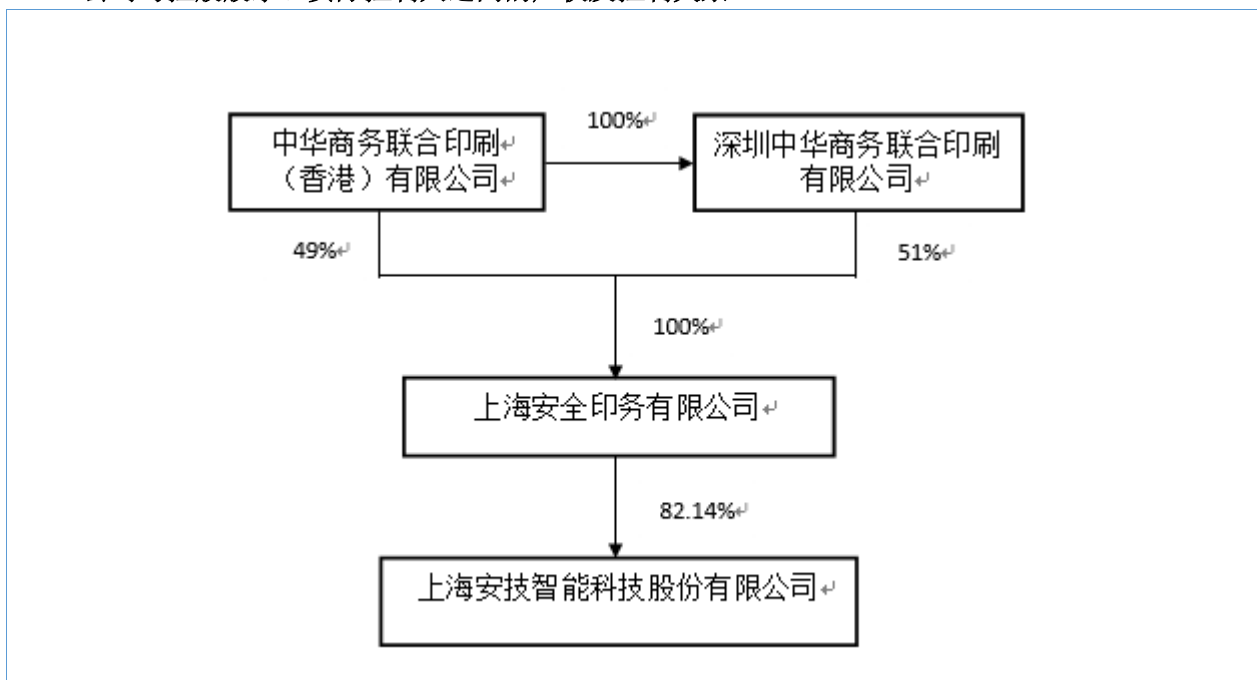 100%
中华商务联合印刷
（香港）有限公司
深圳中华商务联合印刷
有限公司
49%
51%
100%
上海安全印务有限公司
82.14%
上海安技智能科技股份有限公司